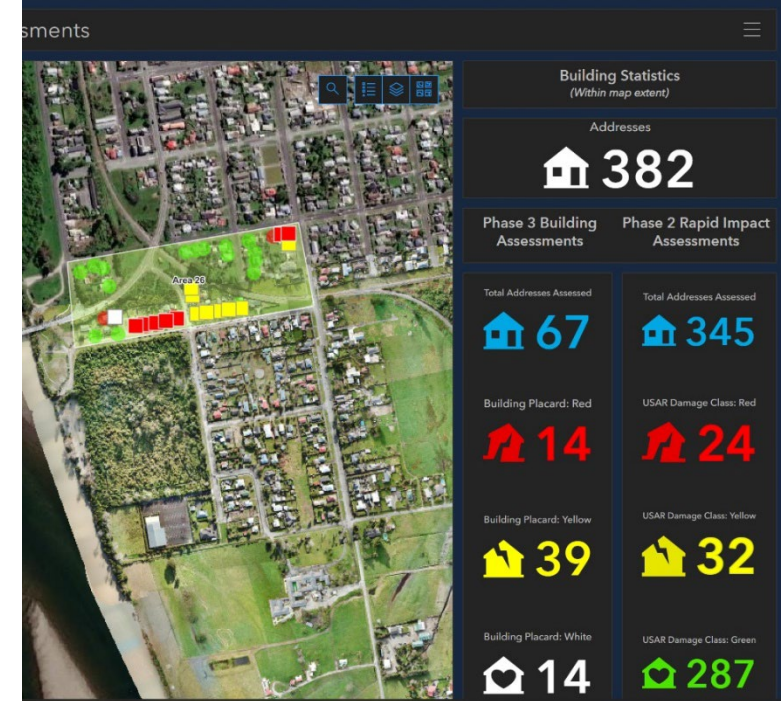 sments
Building Statistics
(Within map extent)
Addresses
382
Phase 3 Building
Assessments
Phase 2 Rapid Impact
Assessments
Total Addresses Assessed
67
Building Placard: Red
14
Building Placard: Yellow
39
Building Placard: White
14
Total Addresses Assessed
345
USAR Damage Class: Red
24
USAR Damage Class: Yellow
32
USAR Damage Class: Green
287
Area 26